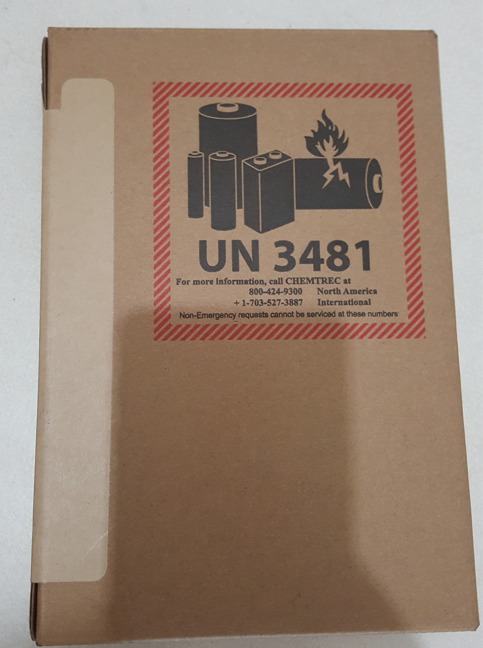 UN 3481
For more information, call CHEMTREC at
800-424-9300 North America
+ 1-703-527-3887 International
Non-Emergency requests cannot be serviced at these numbers